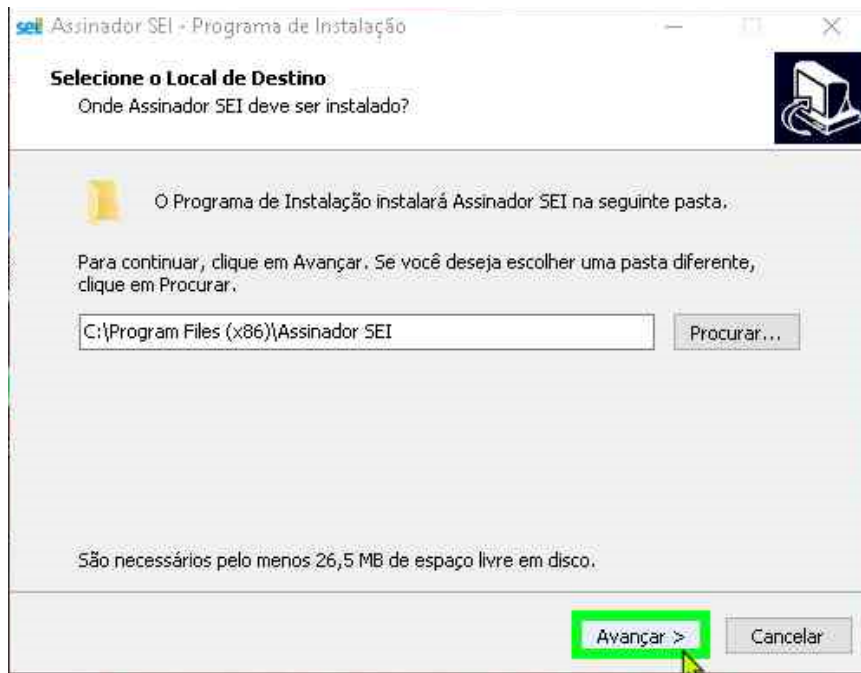 sei! Assinador SEI - Programa de Instalação
Selecione o Local de Destino
Onde Assinador SEI deve ser instalado?
O Programa de Instalação instalará Assinador SEI na seguinte pasta.
Para continuar, clique em Avançar. Se você deseja escolher uma pasta diferente,
clique em Procurar.
C:\Program Files (x86)\Assinador SEI
Procurar...
São necessários pelo menos 26,5 MB de espaço livre em disco.
Avançar >
Cancelar